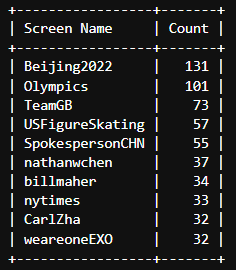 +------------------+-------+
| Screen Name      | Count |
+------------------+-------+
| Beijing2022      |   131 |
| Olympics         |   101 |
| TeamGB           |    73 |
| USFigureSkating  |    57 |
| SpokespersonCHN  |    55 |
| nathanwchen      |    37 |
| billmaher        |    34 |
| nytimes          |    33 |
| CarlZha          |    32 |
| weareoneEXO      |    32 |
+------------------+-------+